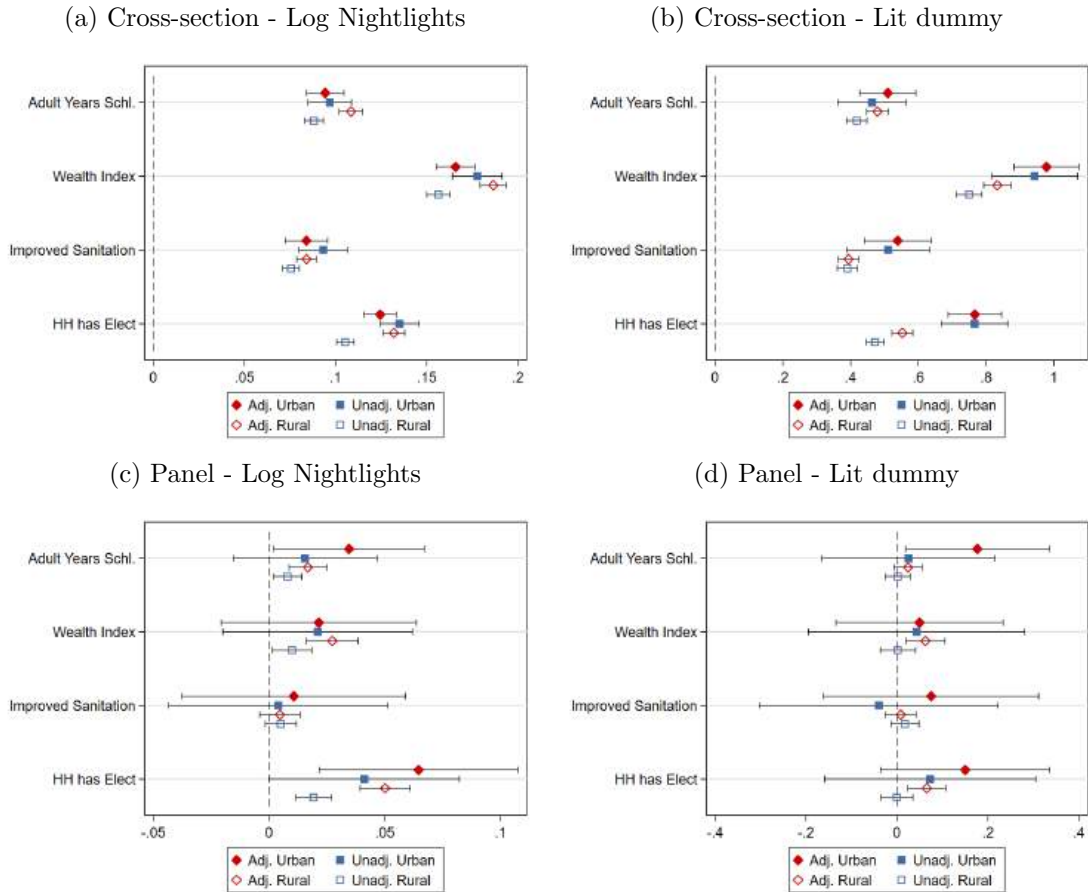 (a) Cross-section - Log Nightlights
Adult Years Schl.
Wealth Index
Improved Sanitation
HH has Elect
0 .05 .1 .15 .2
Adj. Urban Unadj. Urban
Adj. Rural Unadj. Rural
(b) Cross-section - Lit dummy
Adult Years Schl.
Wealth Index
Improved Sanitation
HH has Elect
0 .2 .4 .6 .8 1
Adj. Urban Unadj. Urban
Adj. Rural Unadj. Rural
(c) Panel - Log Nightlights
Adult Years Schl.
Wealth Index
Improved Sanitation
HH has Elect
-.05 0 .05 .1
Adj. Urban Unadj. Urban
Adj. Rural Unadj. Rural
(d) Panel - Lit dummy
Adult Years Schl.
Wealth Index
Improved Sanitation
HH has Elect
-.4 -.2 0 .2 .4
Adj. Urban Unadj. Urban
Adj. Rural Unadj. Rural